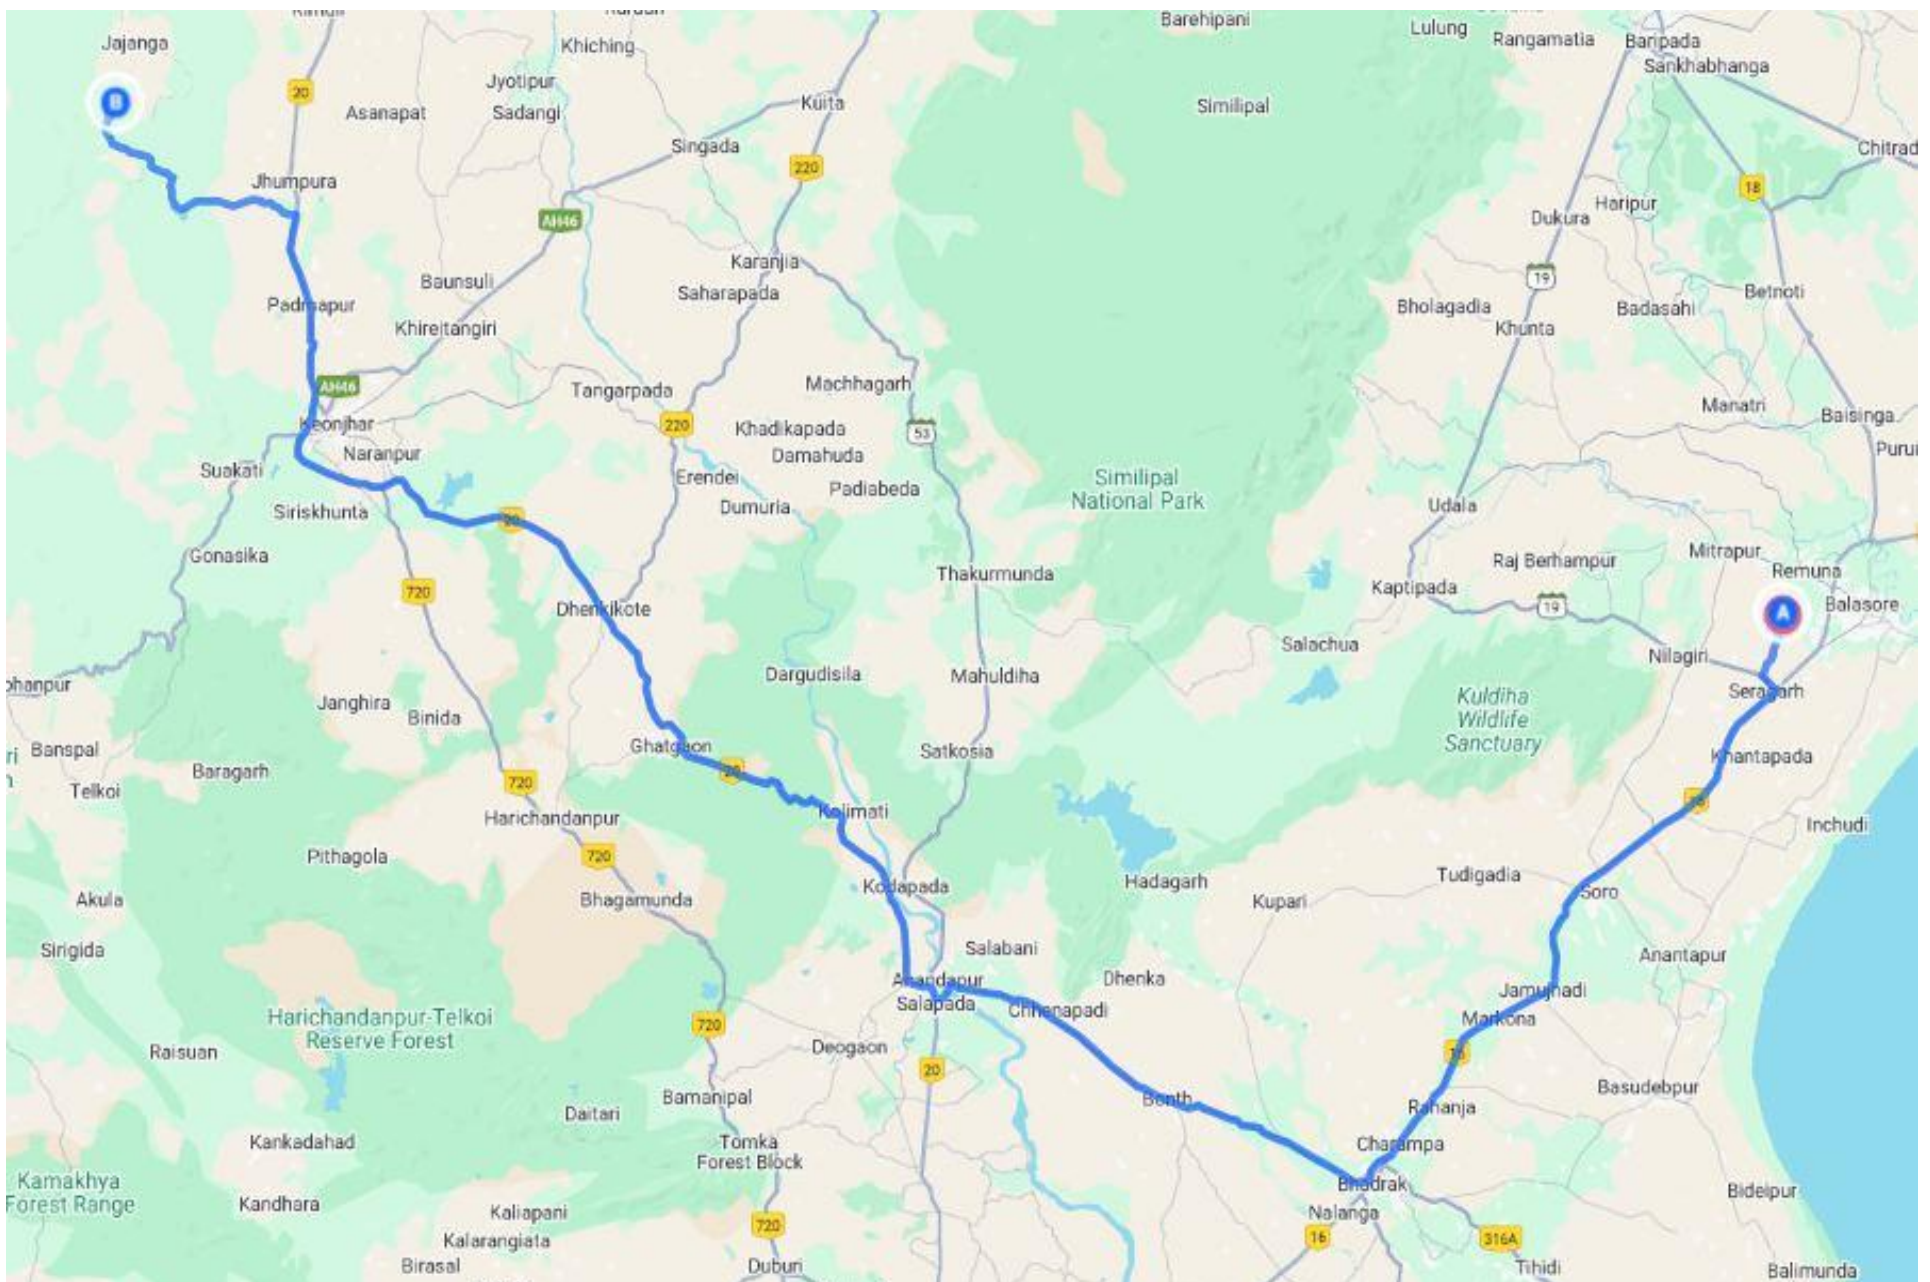 Jajanga
Khiching
Barehipani
Lulung
Rangamatia
Baripada
Sankhabhanga
B
20
Jyotipur
Asanapat
Sadangi
Kuita
Similipal
Singada
220
Chitrad
18
Jhumpura
AH46
Haripur
Dukura
Karanjia
Baunsuli
Saharapada
19
Betnoti
Padmapur
Bholagadia
Badasahi
Khireitangiri
Khunta
AH46
Tangarpada
Machhagarh
Manatri
Baisinga
Keonjhar
220
Khadikapada
53
Naranpur
Damahuda
Suakati
Erendei
Padiabeda
Similipal
National Park
Siriskhunta
20
Dumuria
Udala
Gonasika
Raj Berhampur
Mitrapur
720
Thakurmunda
Kaptipada
Remuna
Dhenkikote
19
A
Balasore
Salachua
Nilagiri
Dargudisila
Mahuldiha
Seragarh
Janghira
Binida
Kuldiha
Wildlife
Sanctuary
Banspal
Ghatgaon
Satkosia
Khantapada
Baragarh
20
Telkoi
720
16
Harichandanpur
Kolimati
Inchudi
Pithagola
720
Kodapada
Hadagarh
Tudigadia
Akula
Bhagamunda
Kupari
Soro
Sirigida
Salabani
Anantapur
Anandapur
Dhenka
Salapada
Chhenapadi
Jamujhadi
Harichandanpur-Telkoi
Reserve Forest
720
Markona
Raisuan
Deogaon
16
20
Basudebpur
Daitari
Bamanipal
Bonth
Rahanja
Kankadahad
Tomka
Forest Block
Charampa
Kamakhya
Forest Range
Bhadrak
Bideipur
Kandhara
Kaliapani
Nalanga
720
16
316A
Kalarangiata
Birasal
Duburi
Tihidi
Balimunda